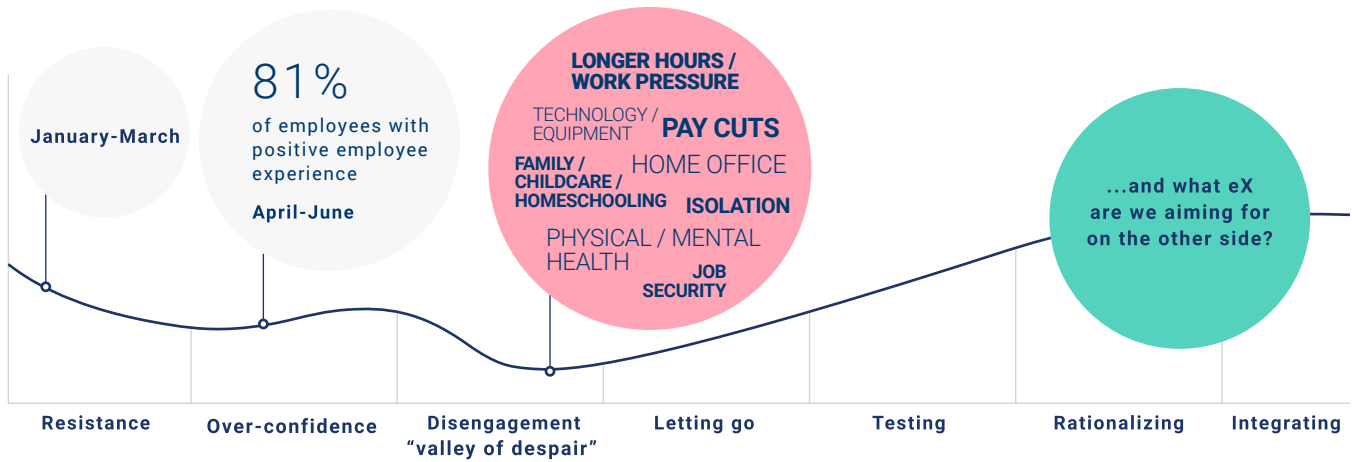 January-March
81%
of employees with
positive employee
experience
April-June
LONGER HOURS /
WORK PRESSURE
TECHNOLOGY /
EQUIPMENT
PAY CUTS
FAMILY /
CHILDCARE /
HOMESCHOOLING
HOME OFFICE
ISOLATION
PHYSICAL / MENTAL
HEALTH
JOB
SECURITY
...and what eX
are we aiming for
on the other side?
Resistance
Over-confidence
Disengagement
“valley of despair”
Letting go
Testing
Rationalizing
Integrating